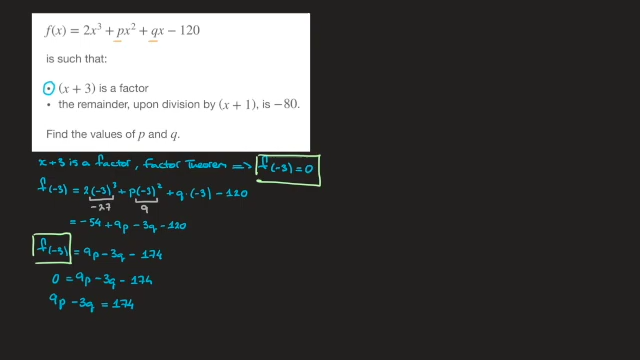 f(x) = 2x³ + px² + qx − 120
is such that:
• (x + 3) is a factor
• the remainder, upon division by (x + 1), is −80.
Find the values of p and q.
x+3 is a factor, Factor Theorem ⟹ f(-3) = 0
f(-3) = 2(-3)³ + p(-3)² + q·(-3) − 120
-27 9
= -54 + 9p − 3q − 120
f(-3) = 9p − 3q − 174
0 = 9p − 3q − 174
9p − 3q = 174